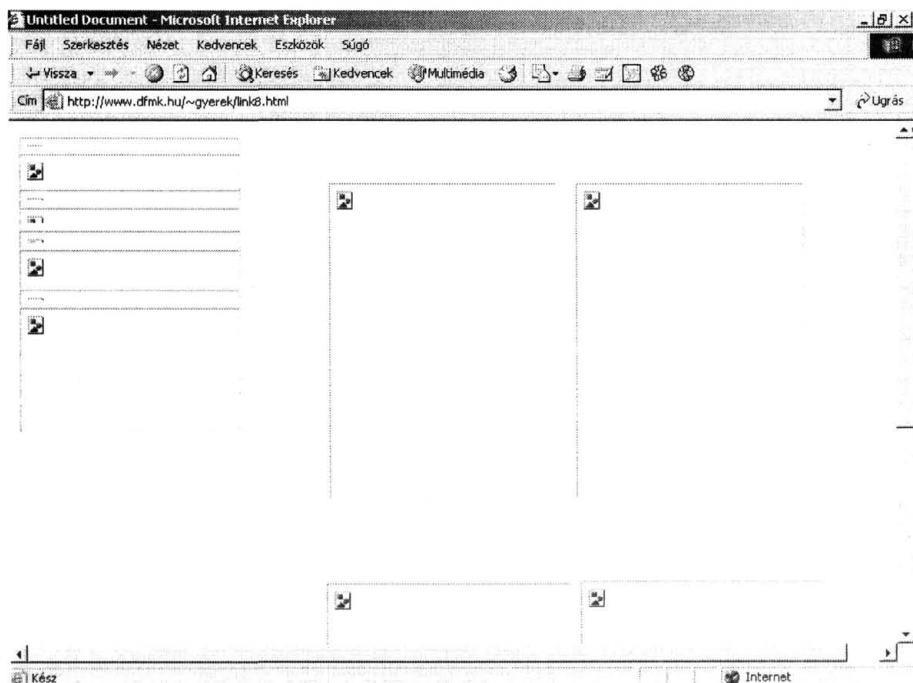 Untitled Document - Microsoft Internet Explorer
Fájl Szerkesztés Nézet Kedvencek Eszközök Súgó
Vissza Keresés Kedvencek Multimédia
Cím http://www.dfmk.hu/~gyerek/link8.html Ugrás
Kész Internet